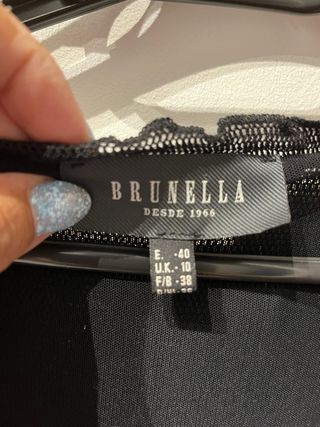 BRUNELLA
DESDE 1966
E. -40
U.K.- 10
F/B -38